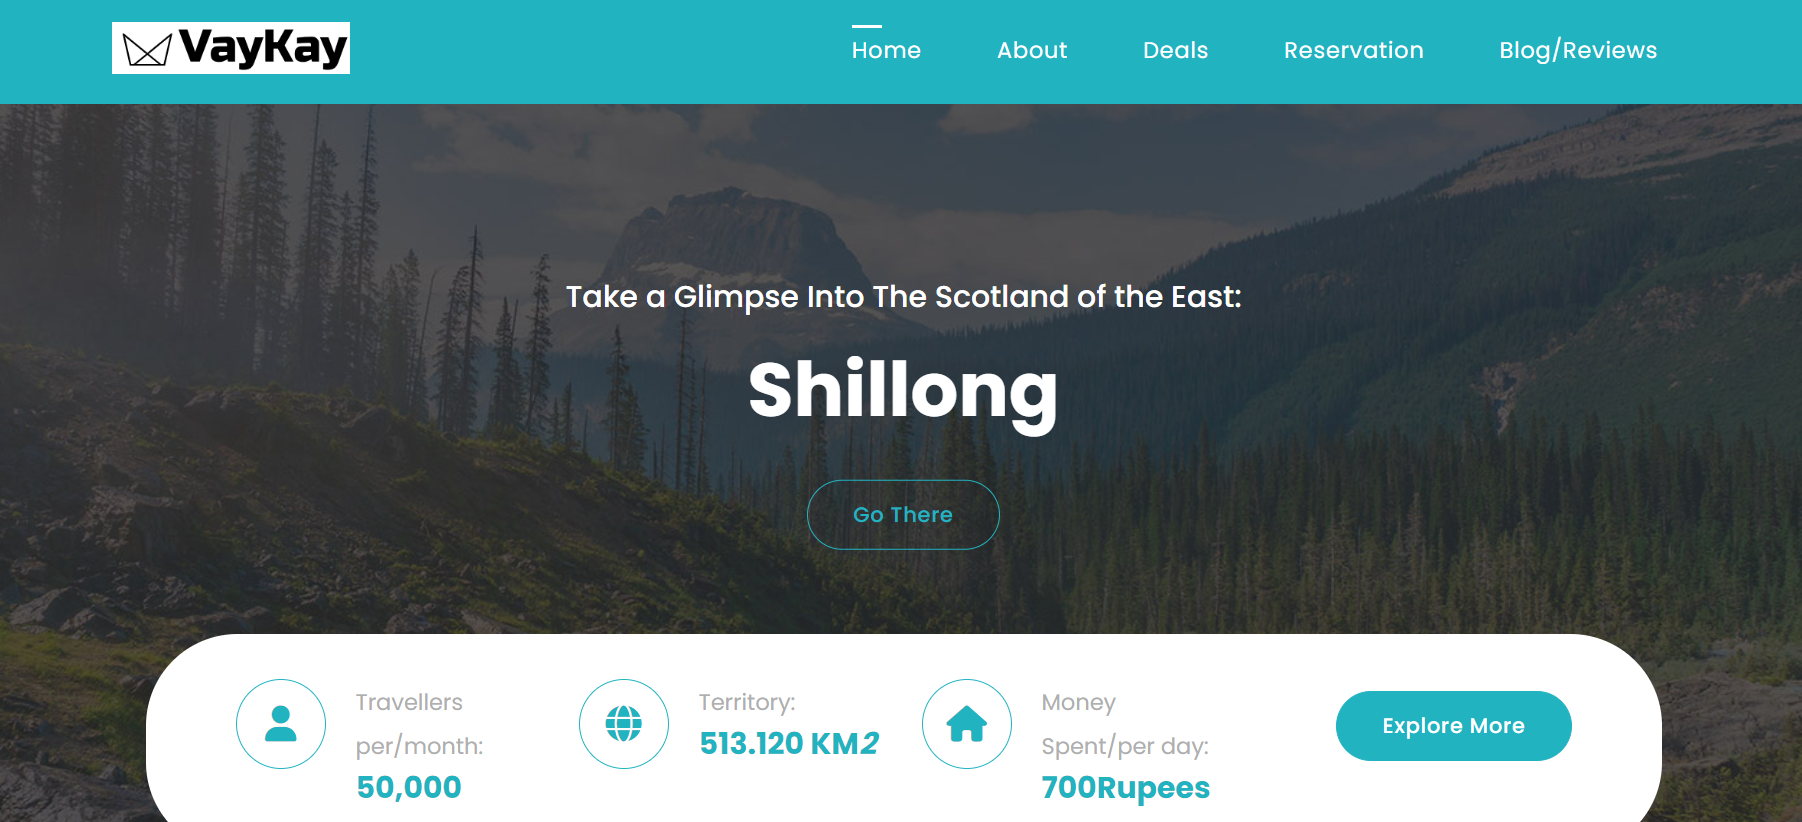 VayKay
Home About Deals Reservation Blog/Reviews
Take a Glimpse Into The Scotland of the East:
Shillong
Go There
Travellers
per/month:
50,000
Territory:
513.120 KM2
Money
Spent/per day:
700Rupees
Explore More